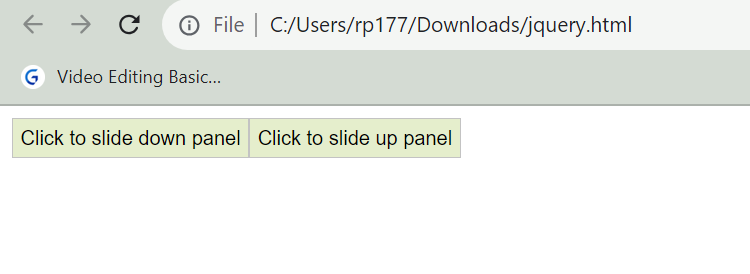 File C:/Users/rp177/Downloads/jquery.html
G Video Editing Basic...
Click to slide down panel Click to slide up panel